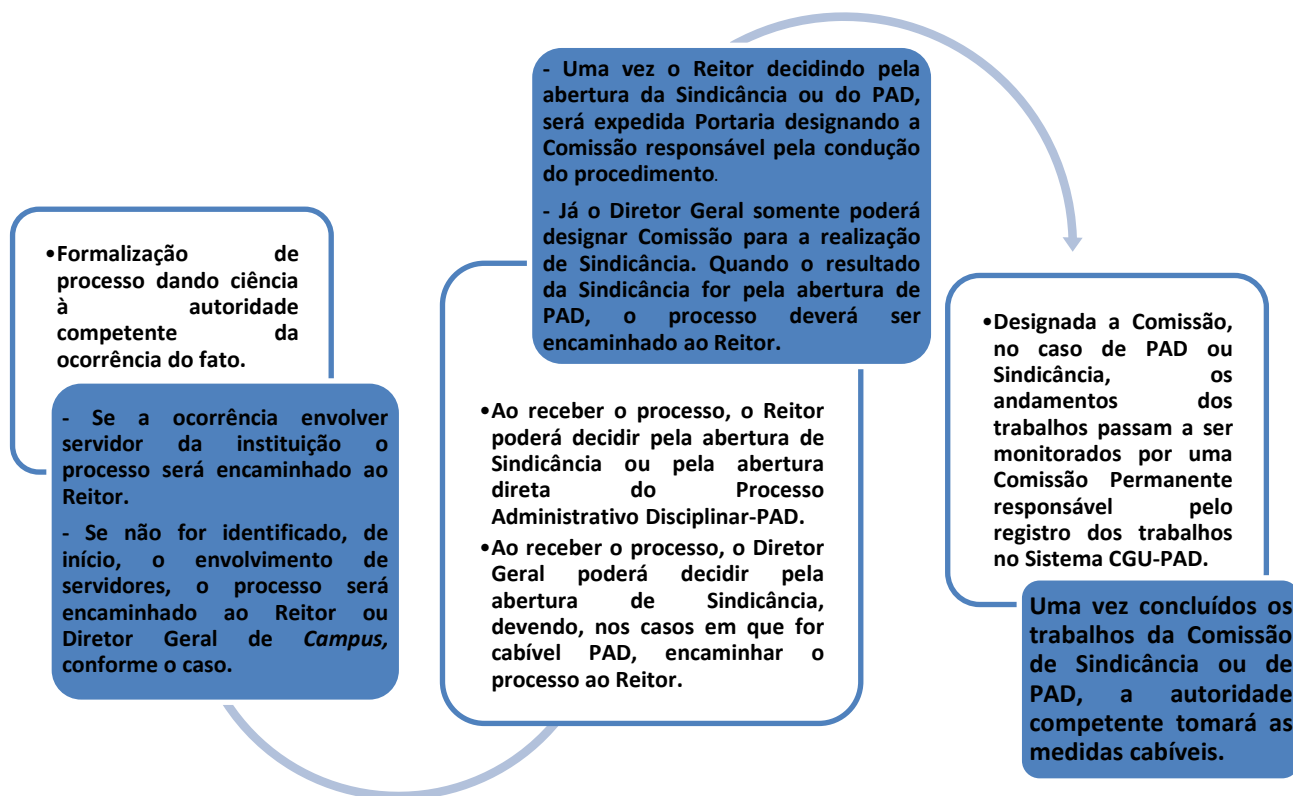 •Formalização de
processo dando ciência
à autoridade
competente da
ocorrência do fato.
- Se a ocorrência envolver
servidor da instituição o
processo será encaminhado ao
Reitor.
- Se não for identificado, de
início, o envolvimento de
servidores, o processo será
encaminhado ao Reitor ou
Diretor Geral de Campus,
conforme o caso.
- Uma vez o Reitor decidindo pela
abertura da Sindicância ou do PAD,
será expedida Portaria designando a
Comissão responsável pela condução
do procedimento.
- Já o Diretor Geral somente poderá
designar Comissão para a realização
de Sindicância. Quando o resultado
da Sindicância for pela abertura de
PAD, o processo deverá ser
encaminhado ao Reitor.
•Ao receber o processo, o Reitor
poderá decidir pela abertura de
Sindicância ou pela abertura
direta do Processo
Administrativo Disciplinar-PAD.
•Ao receber o processo, o Diretor
Geral poderá decidir pela
abertura de Sindicância,
devendo, nos casos em que for
cabível PAD, encaminhar o
processo ao Reitor.
•Designada a Comissão,
no caso de PAD ou
Sindicância, os
andamentos dos
trabalhos passam a ser
monitorados por uma
Comissão Permanente
responsável pelo
registro dos trabalhos
no Sistema CGU-PAD.
Uma vez concluídos os
trabalhos da Comissão
de Sindicância ou de
PAD, a autoridade
competente tomará as
medidas cabíveis.